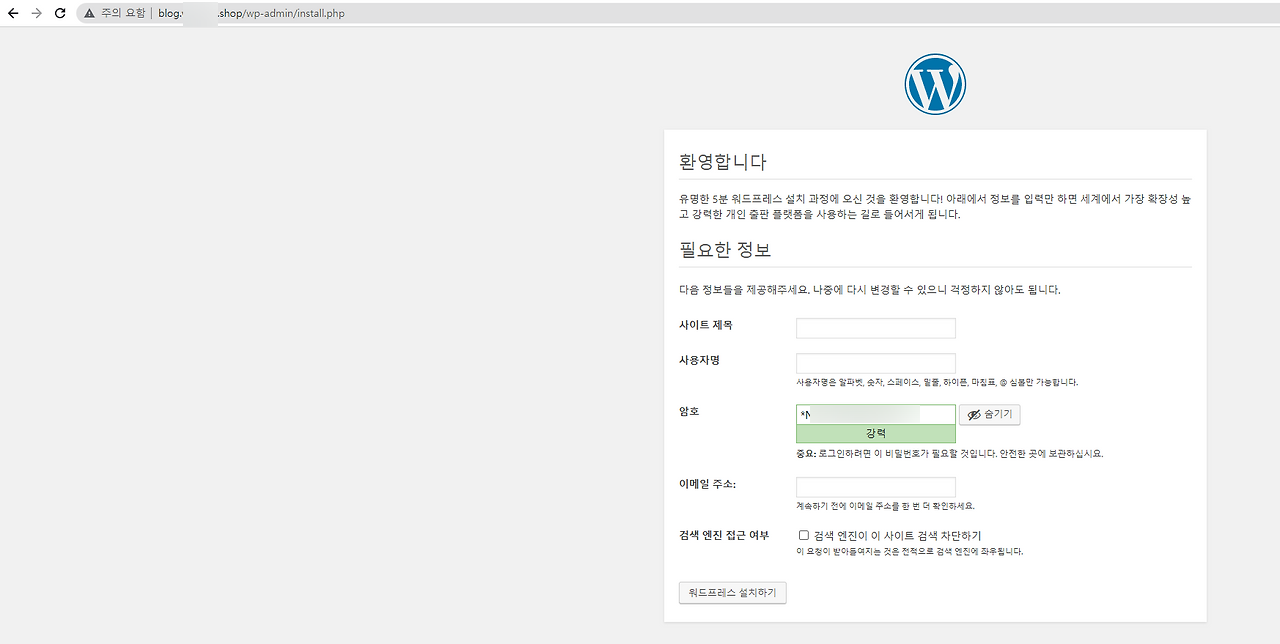 주의 요함 | blog. .shop/wp-admin/install.php
환영합니다
유명한 5분 워드프레스 설치 과정에 오신 것을 환영합니다! 아래에서 정보를 입력만 하면 세계에서 가장 확장성 높
고 강력한 개인 출판 플랫폼을 사용하는 길로 들어서게 됩니다.
필요한 정보
다음 정보들을 제공해주세요. 나중에 다시 변경할 수 있으니 걱정하지 않아도 됩니다.
사이트 제목
사용자명
사용자명은 알파벳, 숫자, 스페이스, 밑줄, 하이픈, 마침표, @ 심볼만 가능합니다.
암호
*N
숨기기
강력
중요: 로그인하려면 이 비밀번호가 필요할 것입니다. 안전한 곳에 보관하십시요.
이메일 주소:
계속하기 전에 이메일 주소를 한 번 더 확인하세요.
검색 엔진 접근 여부
검색 엔진이 이 사이트 검색 차단하기
이 요청이 받아들여지는 것은 전적으로 검색 엔진에 좌우됩니다.
워드프레스 설치하기